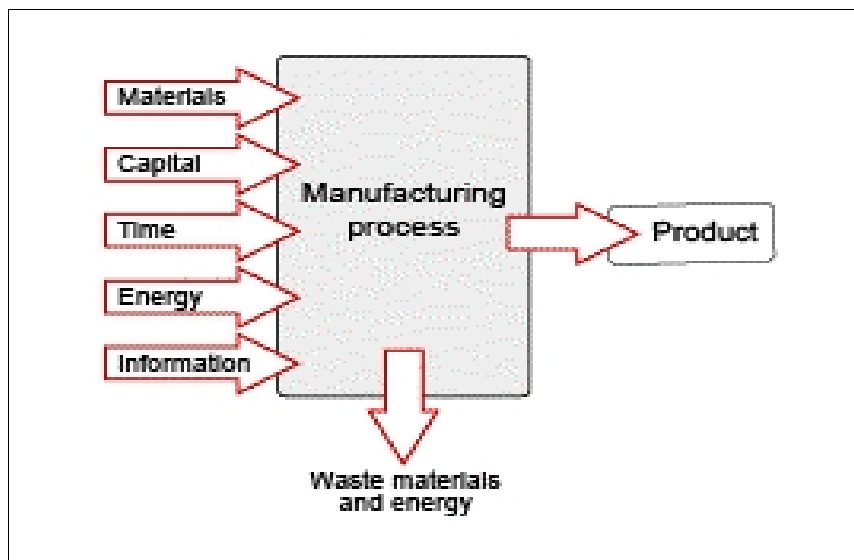 Materials
Capital
Time
Energy
Information
Manufacturing
process
Product
Waste materials
and energy